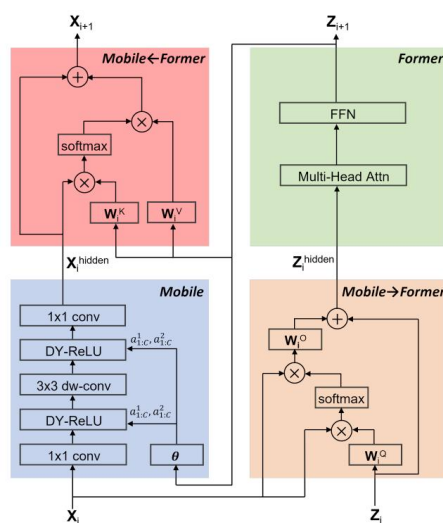 X_{i+1}
Z_{i+1}
Mobile←Former
Former
+
×
softmax
×
W_i^K
W_i^V
FFN
Multi-Head Attn
X_i^{hidden}
Z_i^{hidden}
Mobile
Mobile→Former
1x1 conv
DY-ReLU
a^1_{1:C}, a^2_{1:C}
3x3 dw-conv
DY-ReLU
a^1_{1:C}, a^2_{1:C}
1x1 conv
θ
+
W_i^O
×
softmax
×
W_i^Q
X_i
Z_i